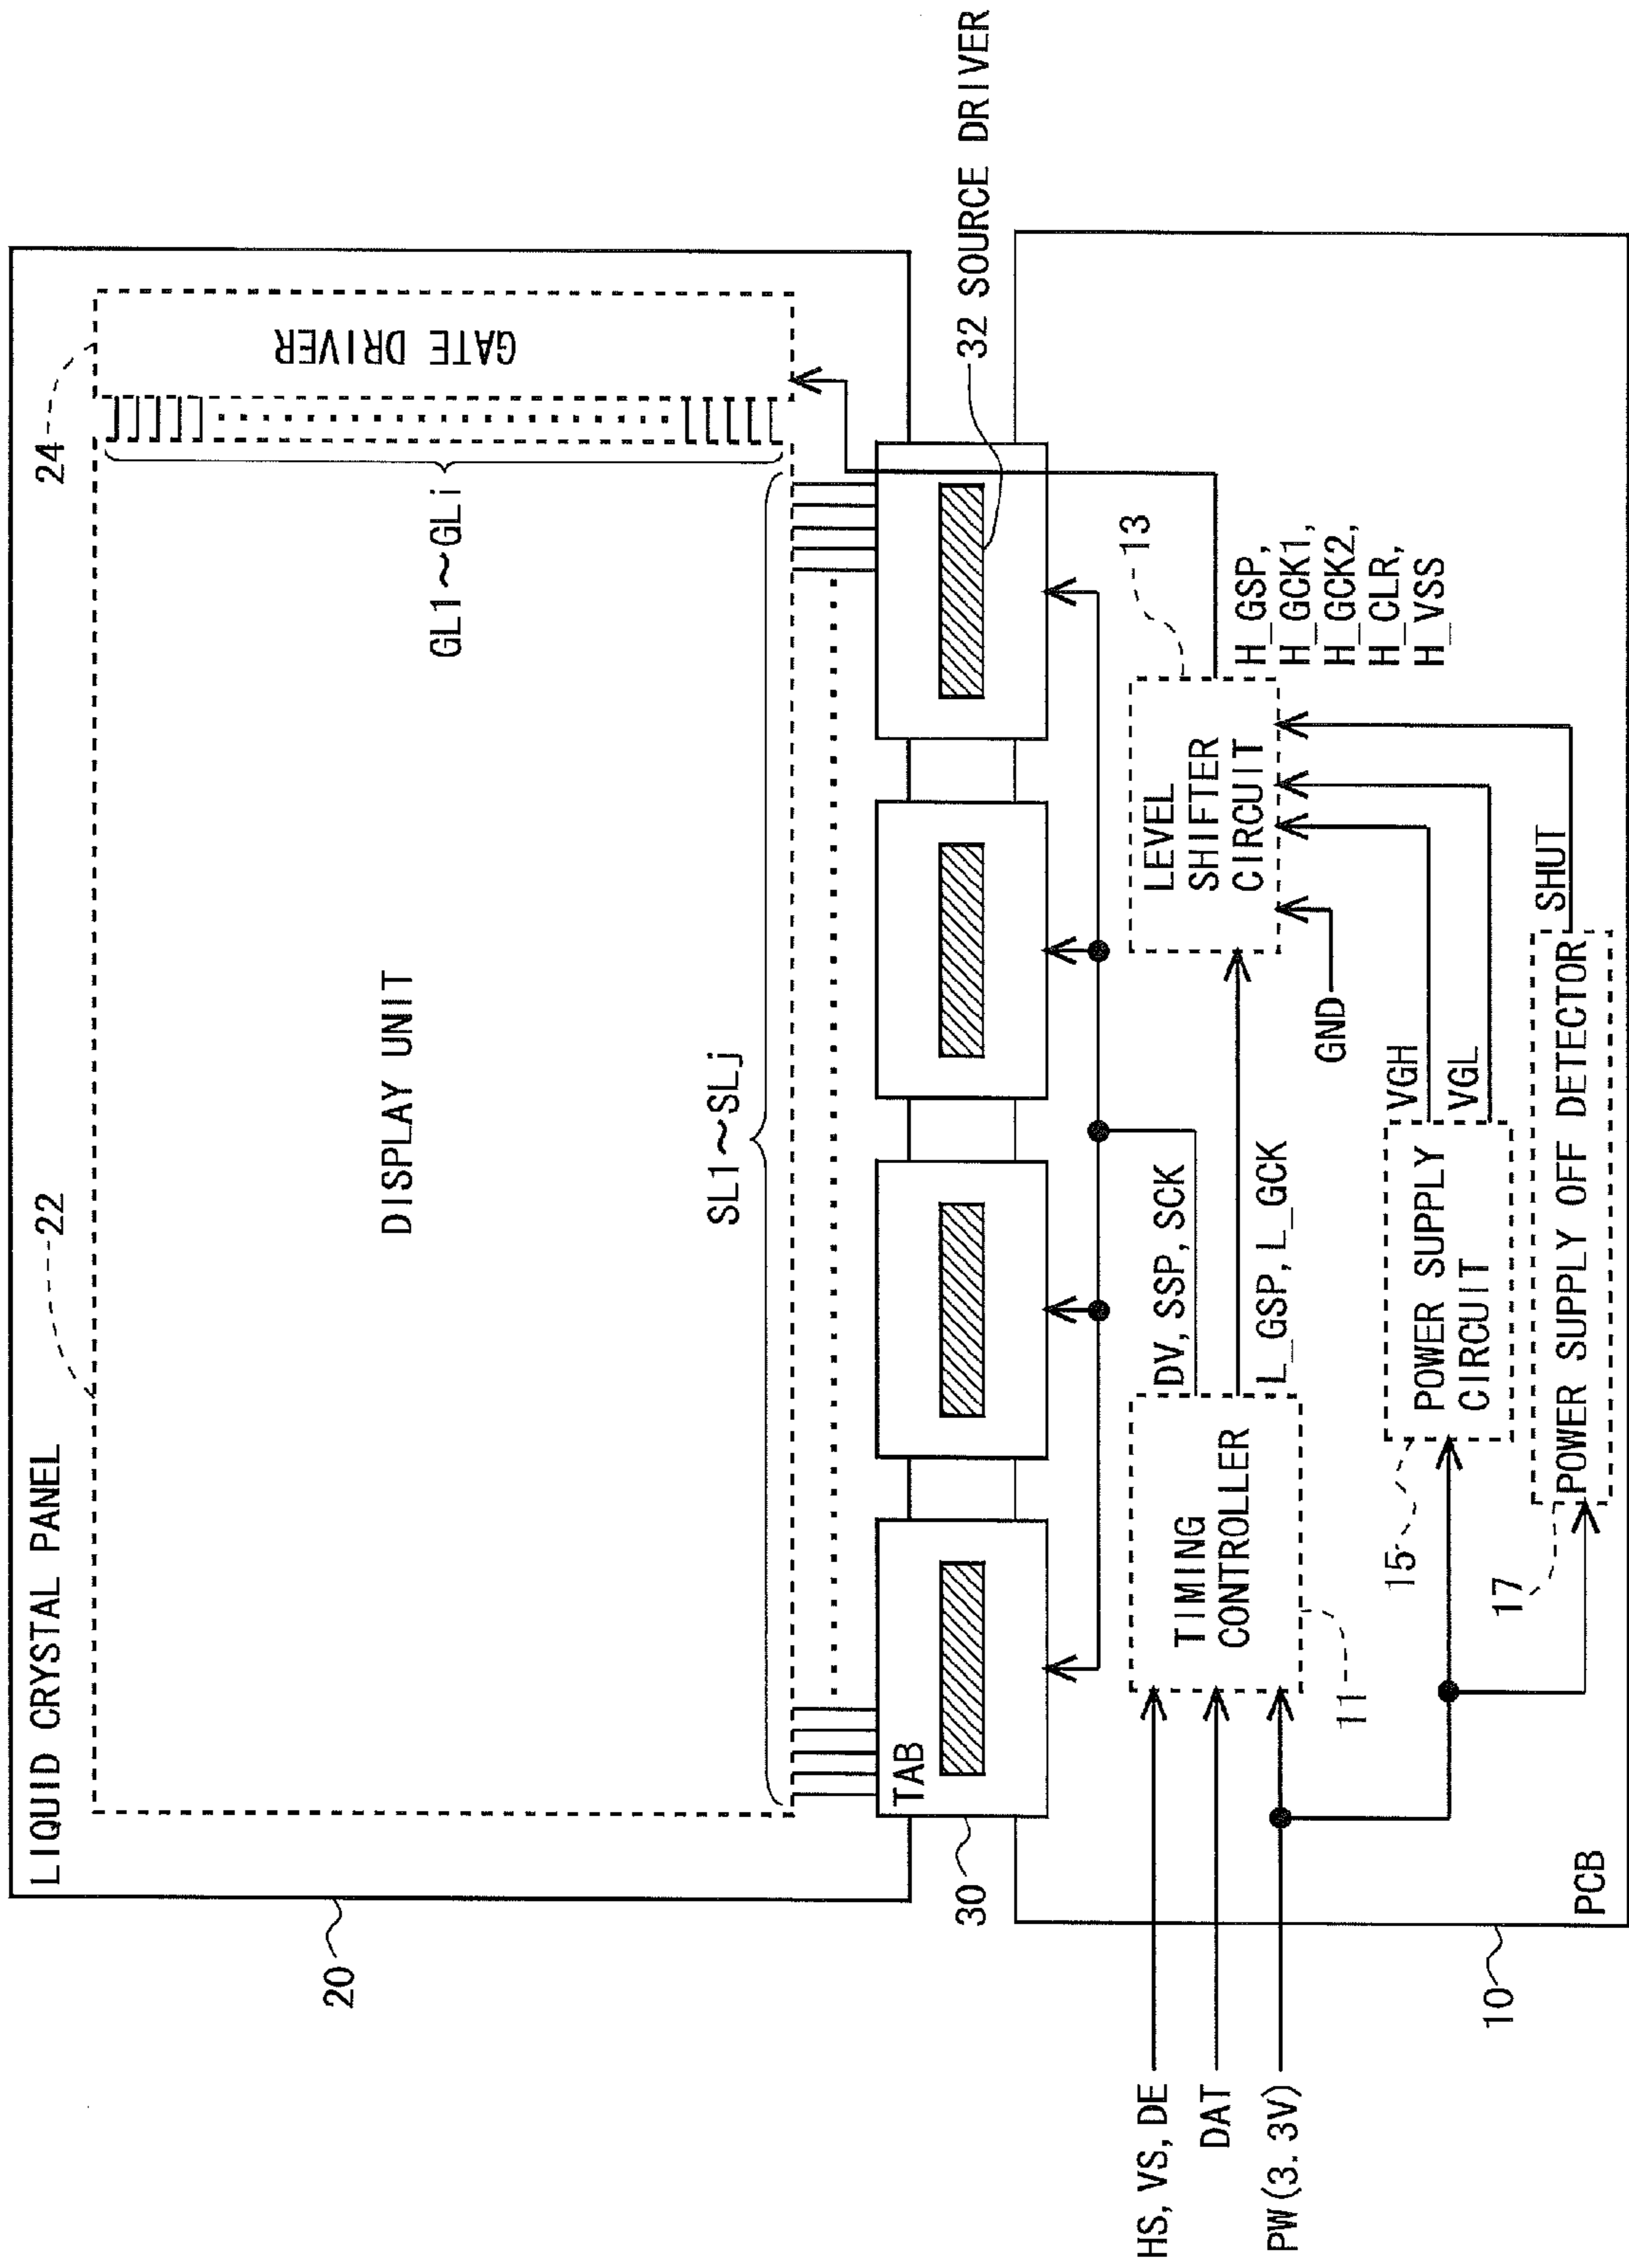 LIQUID CRYSTAL PANEL
20
22
24
DISPLAY UNIT
GATE DRIVER
GL1~GLi
SL1~SLj
TAB
30
32 SOURCE DRIVER
HS, VS, DE
DAT
PW(3. 3V)
TIMING
CONTROLLER
11
DV, SSP, SCK
L_GSP, L_GCK
LEVEL
SHIFTER
CIRCUIT
13
H_GSP,
H_GCK1,
H_GCK2,
H_CLR,
H_VSS
GND
15
POWER SUPPLY
CIRCUIT
VGH
VGL
17
POWER SUPPLY OFF DETECTOR
SHUT
PCB
10